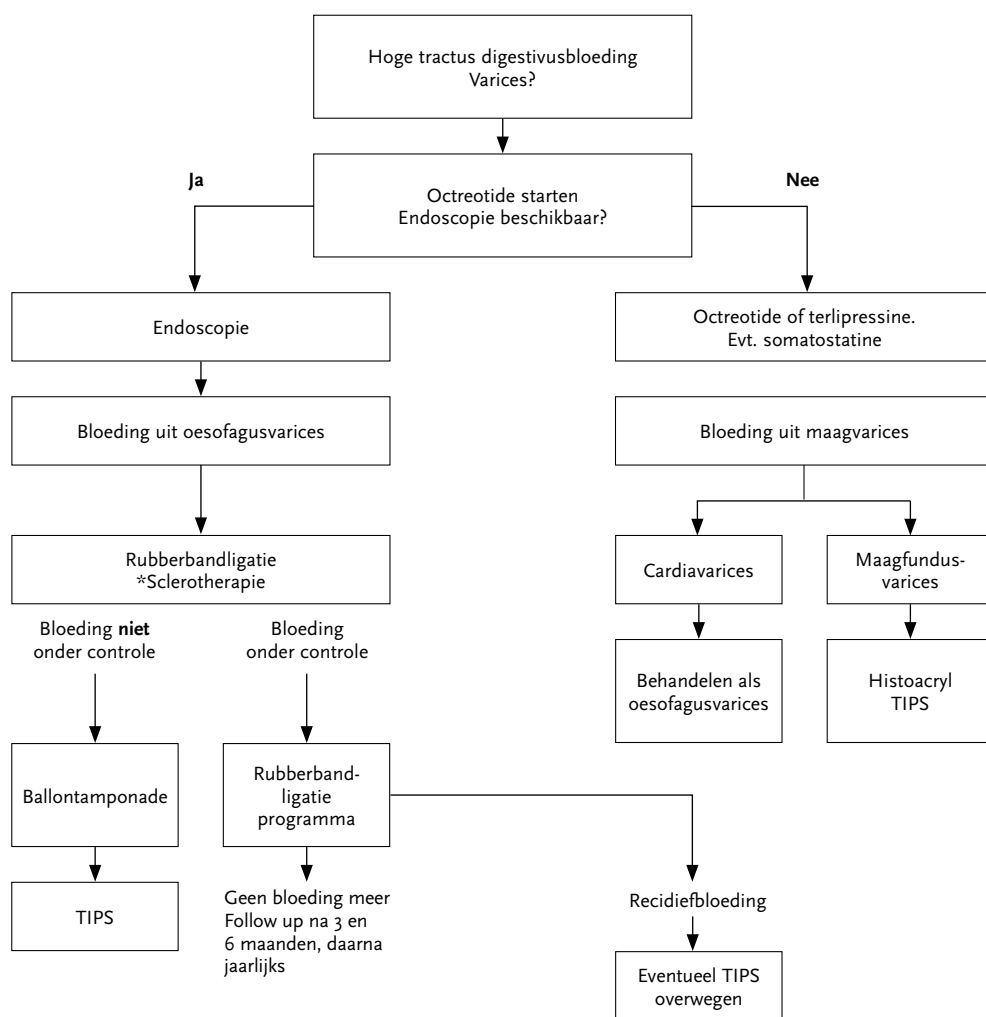 Hoge tractus digestivusbloeding
Varices?
Ja
Nee
Octreotide starten
Endoscopie beschikbaar?
Endoscopie
Octreotide of terlipressine.
Evt. somatostatine
Bloeding uit oesofagusvarices
Bloeding uit maagvarices
Rubberbandligatie
*Sclerotherapie
Cardiavarices
Maagfundus-
varices
Bloeding niet
onder controle
Bloeding
onder controle
Behandelen als
oesofagusvarices
Histoacryl
TIPS
Ballontamponade
Rubberband-
ligatie
programma
TIPS
Geen bloeding meer
Follow up na 3 en
6 maanden, daarna
jaarlijks
Recidiefbloeding
Eventueel TIPS
overwegen